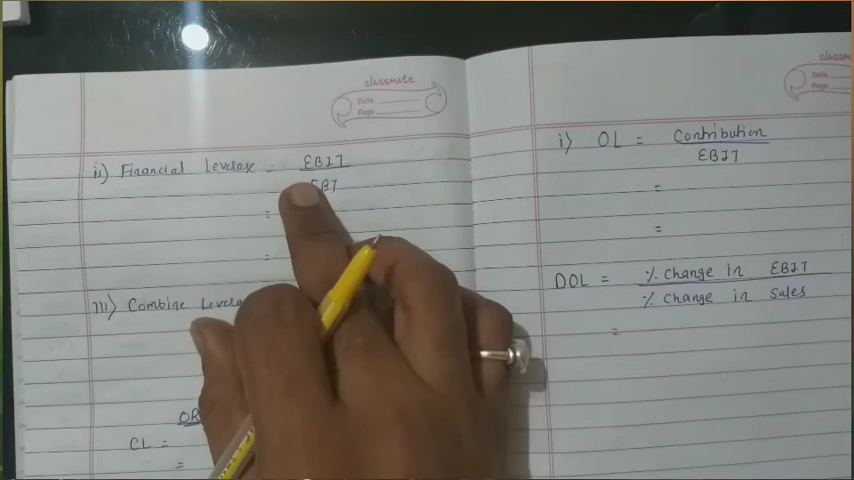 classmate
Date
Page
ii) Financial Leverage = EBIT
EBT
=
=
iii) Combine Levera
OR
CL =
=
classmate
Date
Page
i) OL = Contribution
EBIT
=
=
DOL = % Change in EBIT
% Change in Sales
=